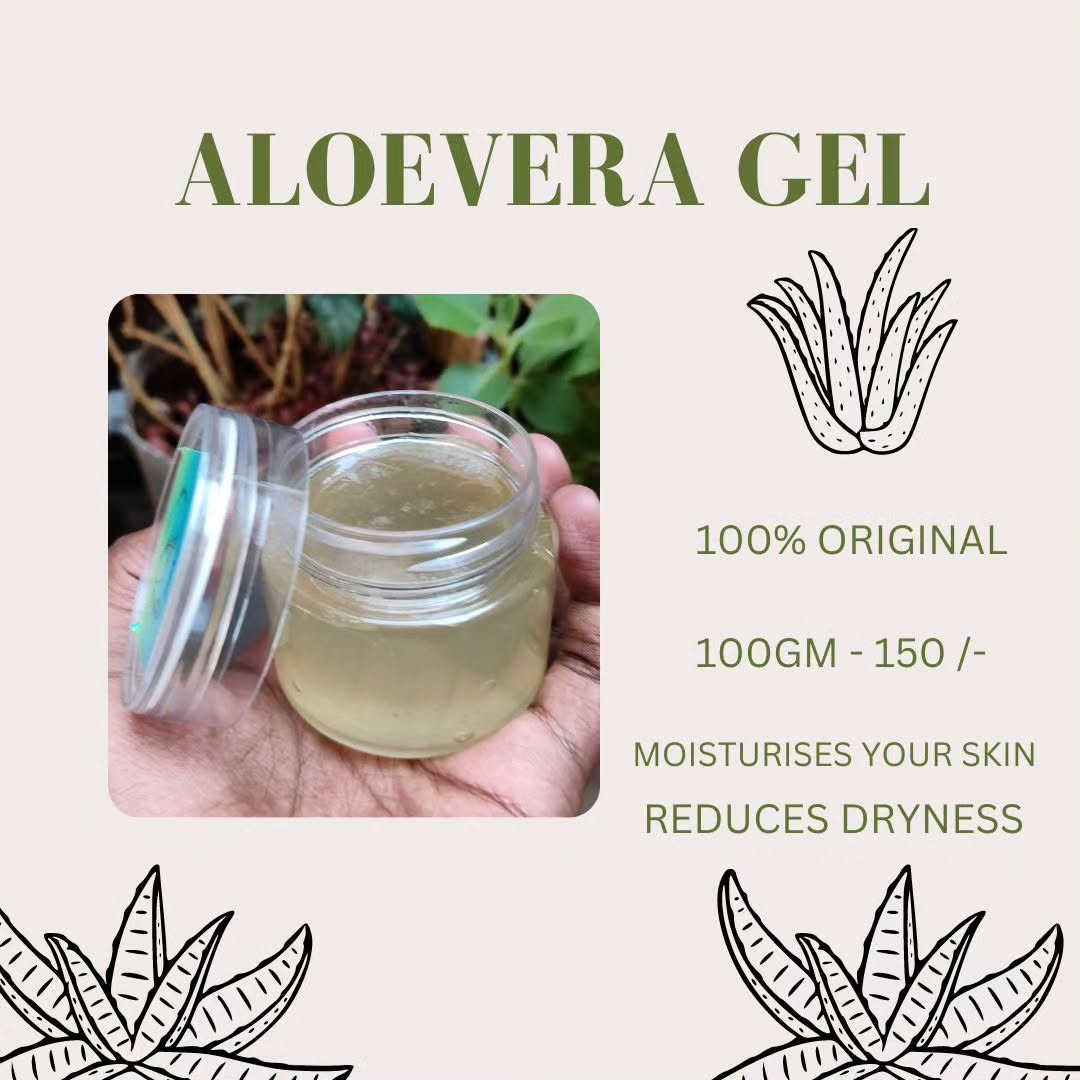 ALOEVERA GEL
100% ORIGINAL
100GM - 150 /-
MOISTURISES YOUR SKIN
REDUCES DRYNESS